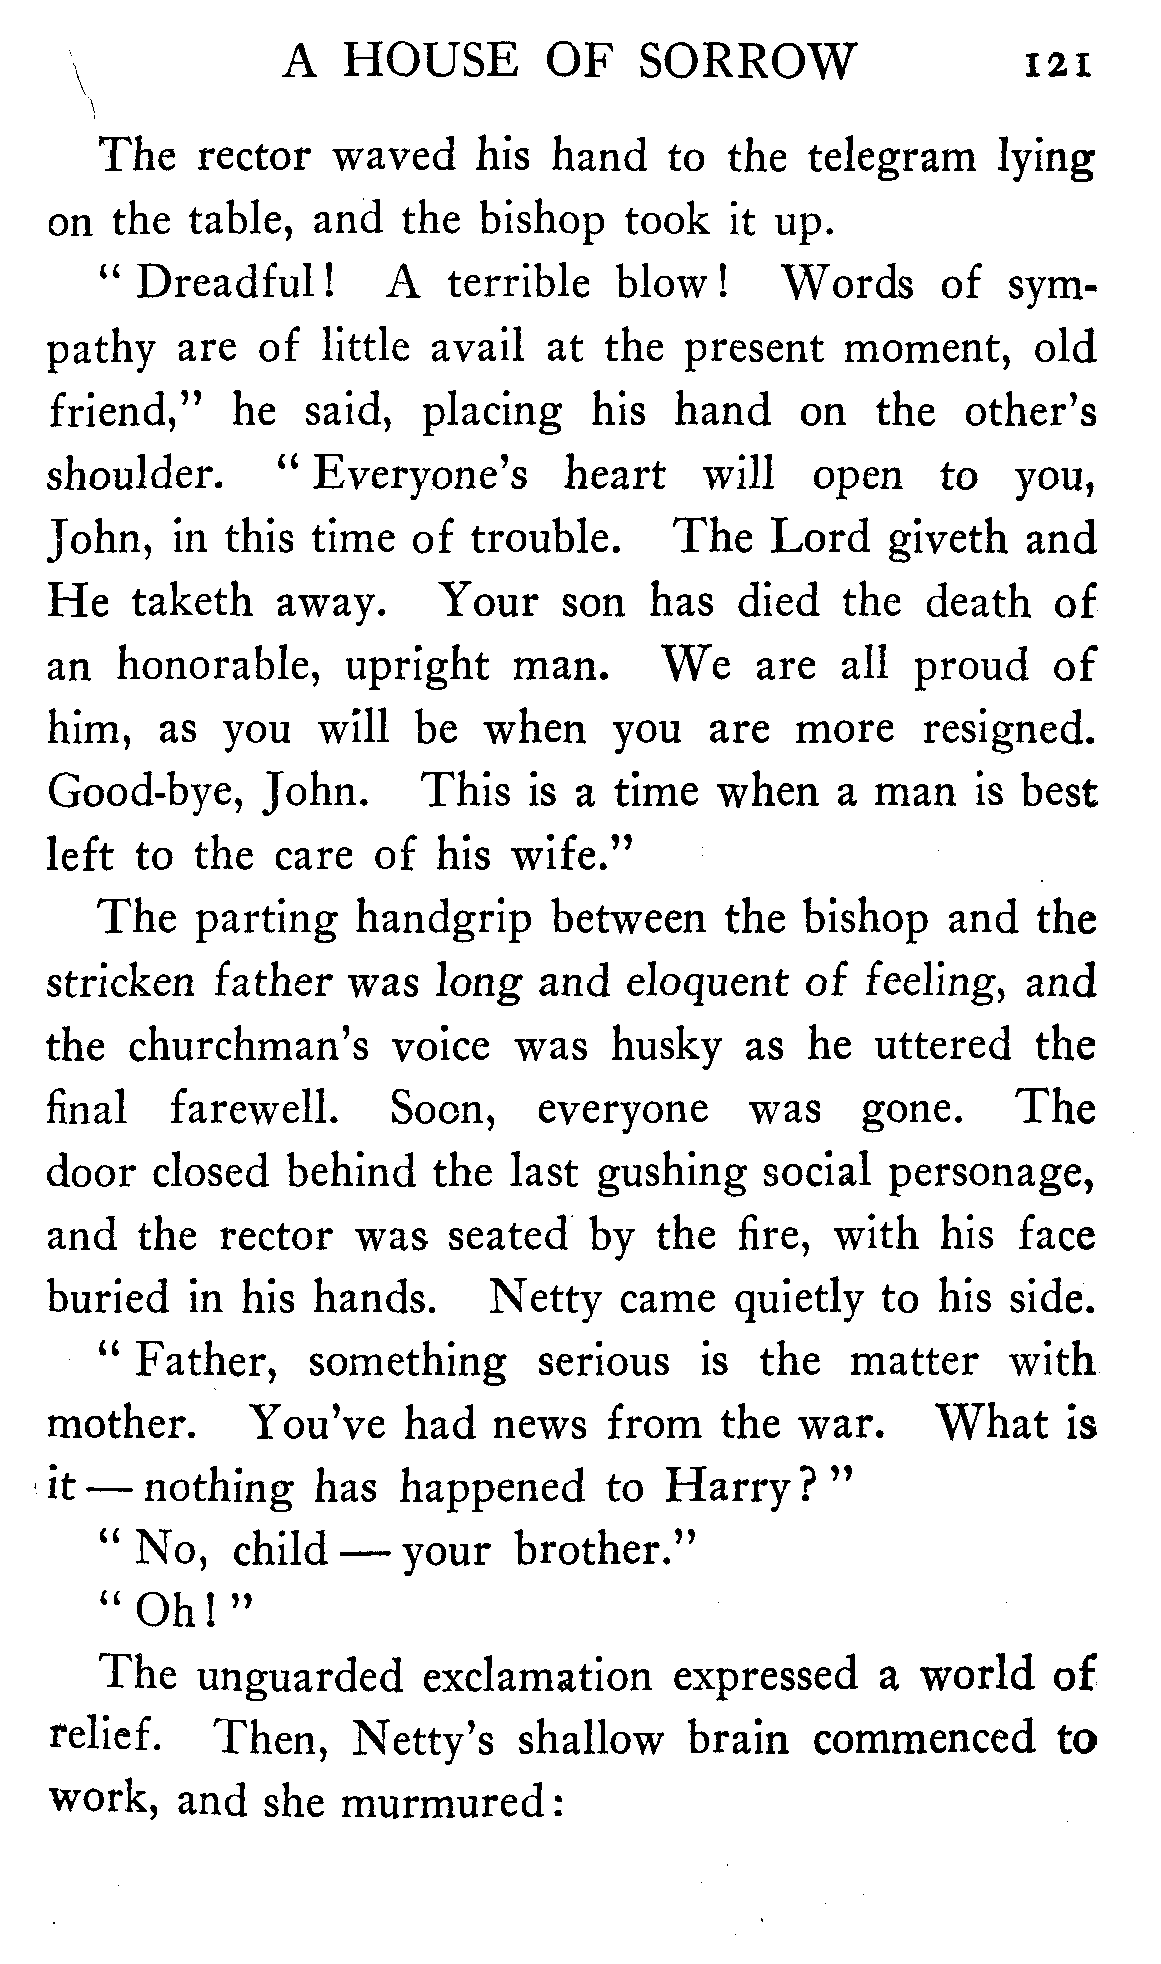 A HOUSE OF SORROW 121
The rector waved his hand to the telegram lying
on the table, and the bishop took it up.
“ Dreadful! A terrible blow! Words of sym-
pathy are of little avail at the present moment, old
friend,” he said, placing his hand on the other’s
shoulder. “ Everyone’s heart will open to you,
John, in this time of trouble. The Lord giveth and
He taketh away. Your son has died the death of
an honorable, upright man. We are all proud of
him, as you will be when you are more resigned.
Good-bye, John. This is a time when a man is best
left to the care of his wife.”
The parting handgrip between the bishop and the
stricken father was long and eloquent of feeling, and
the churchman’s voice was husky as he uttered the
final farewell. Soon, everyone was gone. The
door closed behind the last gushing social personage,
and the rector was seated by the fire, with his face
buried in his hands. Netty came quietly to his side.
“ Father, something serious is the matter with
mother. You’ve had news from the war. What is
it — nothing has happened to Harry? ”
“ No, child — your brother.”
“ Oh! ”
The unguarded exclamation expressed a world of
relief. Then, Netty’s shallow brain commenced to
work, and she murmured: